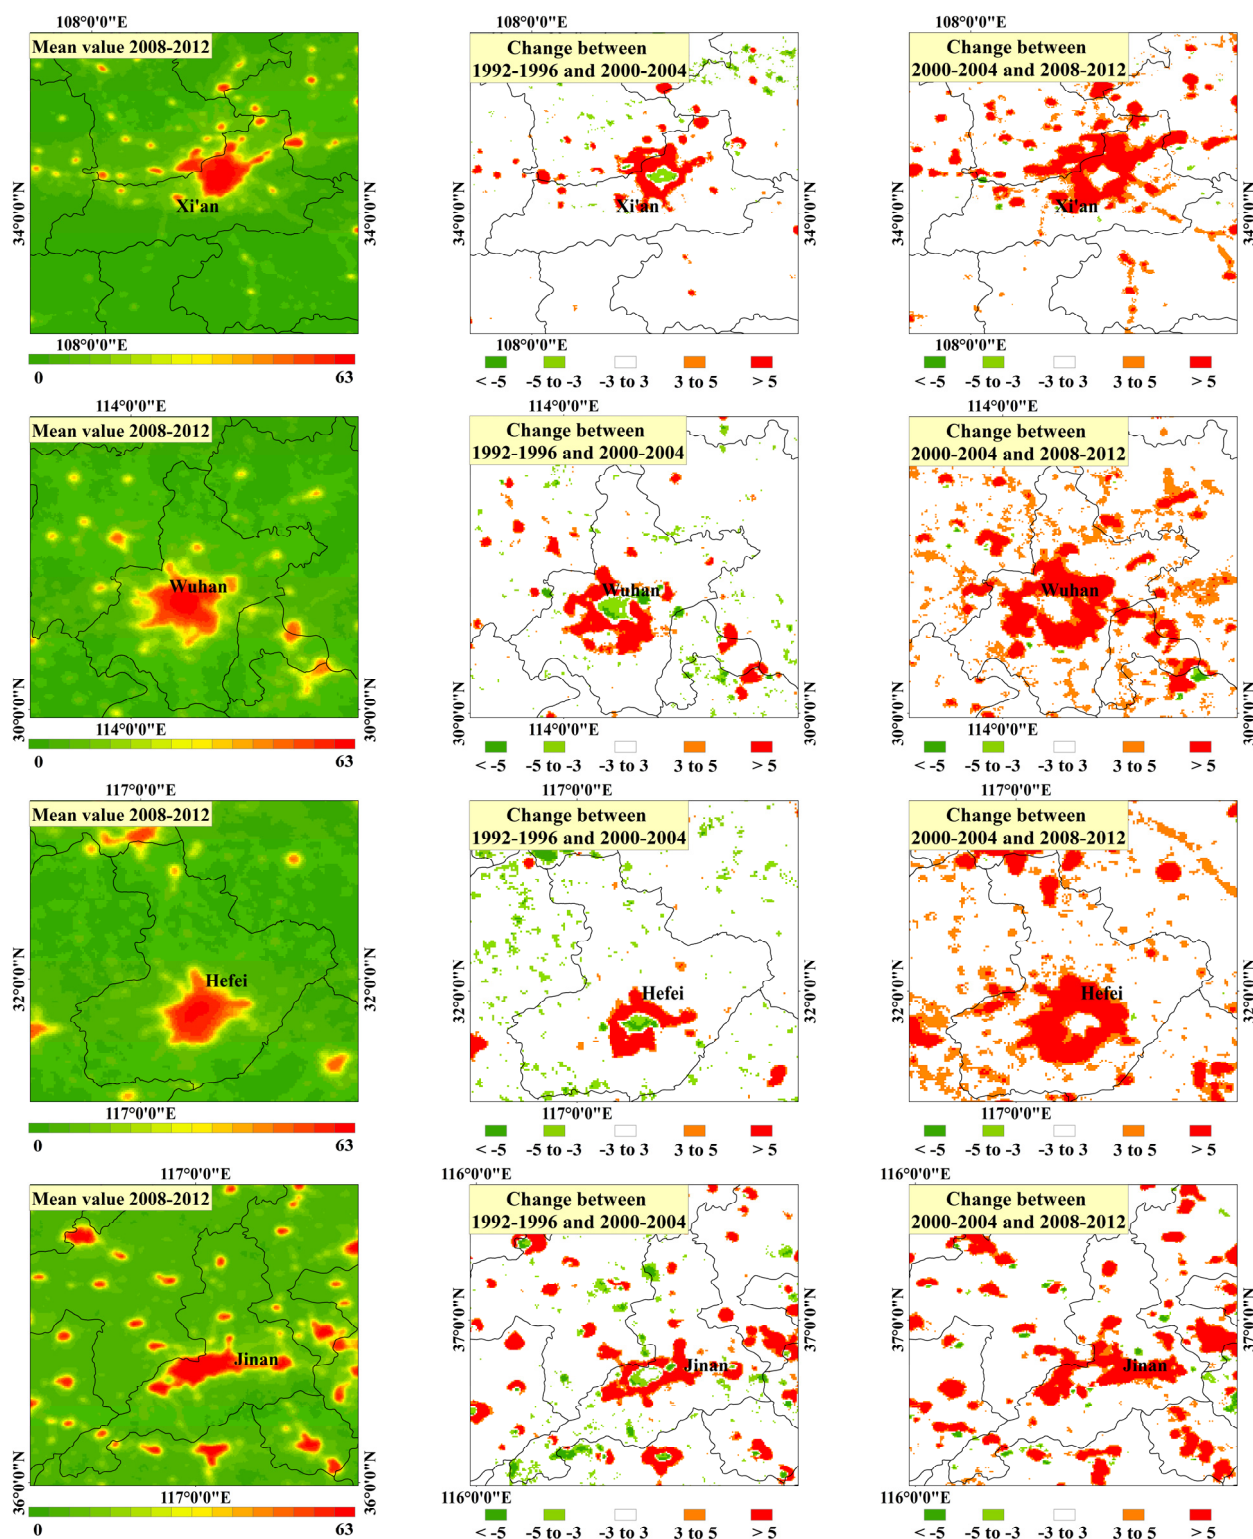 108°0'0"E
108°0'0"E
108°0'0"E
Mean value 2008-2012
Change between
1992-1996 and 2000-2004
Change between
2000-2004 and 2008-2012
34°0'0"N
Xi'an
34°0'0"N
34°0'0"N
Xi'an
34°0'0"N
34°0'0"N
Xi'an
34°0'0"N
108°0'0"E
108°0'0"E
108°0'0"E
0 63
< -5 -5 to -3 -3 to 3 3 to 5 > 5
< -5 -5 to -3 -3 to 3 3 to 5 > 5
114°0'0"E
114°0'0"E
114°0'0"E
Mean value 2008-2012
Change between
1992-1996 and 2000-2004
Change between
2000-2004 and 2008-2012
Wuhan
Wuhan
Wuhan
30°0'0"N
30°0'0"N
30°0'0"N
30°0'0"N
30°0'0"N
30°0'0"N
114°0'0"E
114°0'0"E
114°0'0"E
0 63
< -5 -5 to -3 -3 to 3 3 to 5 > 5
< -5 -5 to -3 -3 to 3 3 to 5 > 5
117°0'0"E
117°0'0"E
117°0'0"E
Mean value 2008-2012
Change between
1992-1996 and 2000-2004
Change between
2000-2004 and 2008-2012
32°0'0"N
Hefei
32°0'0"N
32°0'0"N
Hefei
32°0'0"N
32°0'0"N
Hefei
32°0'0"N
117°0'0"E
117°0'0"E
117°0'0"E
0 63
< -5 -5 to -3 -3 to 3 3 to 5 > 5
< -5 -5 to -3 -3 to 3 3 to 5 > 5
117°0'0"E
116°0'0"E
116°0'0"E
Mean value 2008-2012
Change between
1992-1996 and 2000-2004
Change between
2000-2004 and 2008-2012
37°0'0"N
37°0'0"N
37°0'0"N
37°0'0"N
Jinan
Jinan
Jinan
36°0'0"N
36°0'0"N
117°0'0"E
116°0'0"E
116°0'0"E
0 63
< -5 -5 to -3 -3 to 3 3 to 5 > 5
< -5 -5 to -3 -3 to 3 3 to 5 > 5